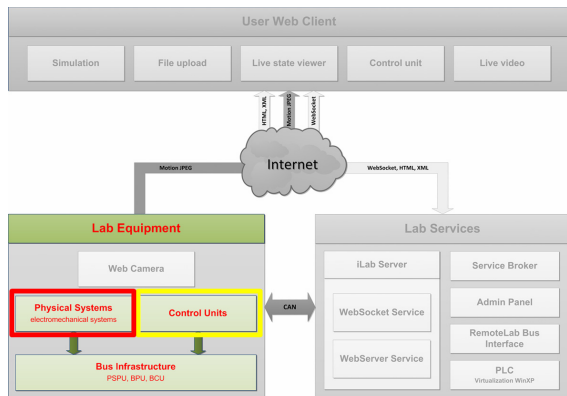 User Web Client
Simulation
File upload
Live state viewer
Control unit
Live video
HTML, XML
Motion JPEG
WebSocket
Internet
Motion JPEG
WebSocket, HTML, XML
Lab Equipment
Web Camera
Physical Systems
electromechanical systems
Control Units
Bus Infrastructure
PSPU, BPU, BCU
CAN
Lab Services
iLab Server
WebSocket Service
WebServer Service
Service Broker
Admin Panel
RemoteLab Bus
Interface
PLC
Virtualization WinXP